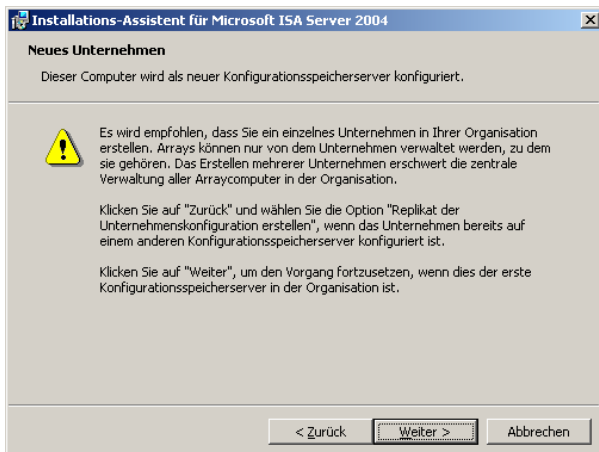 Installations-Assistent für Microsoft ISA Server 2004
Neues Unternehmen
Dieser Computer wird als neuer Konfigurationsspeicherserver konfiguriert.
Es wird empfohlen, dass Sie ein einzelnes Unternehmen in Ihrer Organisation
erstellen. Arrays können nur von dem Unternehmen verwaltet werden, zu dem
sie gehören. Das Erstellen mehrerer Unternehmen erschwert die zentrale
Verwaltung aller Arraycomputer in der Organisation.
Klicken Sie auf "Zurück" und wählen Sie die Option "Replikat der
Unternehmenskonfiguration erstellen", wenn das Unternehmen bereits auf
einem anderen Konfigurationsspeicherserver konfiguriert ist.
Klicken Sie auf "Weiter", um den Vorgang fortzusetzen, wenn dies der erste
Konfigurationsspeicherserver in der Organisation ist.
< Zurück Weiter > Abbrechen